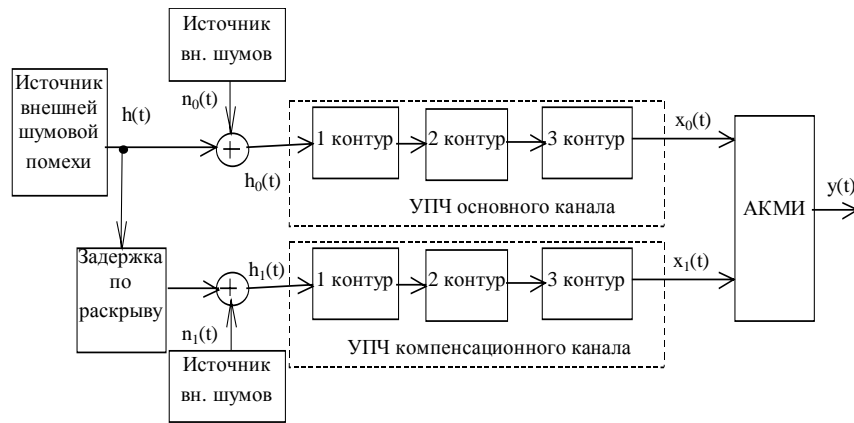 Источник
вн. шумов
Источник
внешней
шумовой
помехи
h(t)
n₀(t)
h₀(t)
1 контур
2 контур
3 контур
УПЧ основного канала
x₀(t)
АКМИ
y(t)
Задержка
по
раскрыву
h₁(t)
n₁(t)
1 контур
2 контур
3 контур
УПЧ компенсационного канала
x₁(t)
Источник
вн. шумов